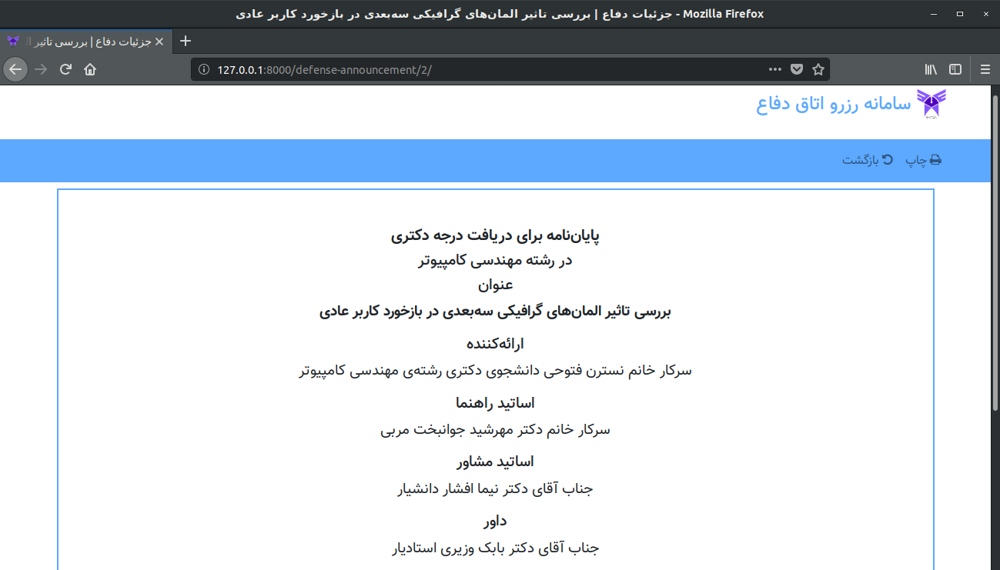 جزئیات دفاع | بررسی تاثیر المان‌های گرافیکی سه‌بعدی در بازخورد کاربر عادی - Mozilla Firefox
جزئیات دفاع | بررسی تاثیر ال
127.0.0.1:8000/defense-announcement/2/
سامانه رزرو اتاق دفاع
چاپ بازگشت
پایان‌نامه برای دریافت درجه دکتری
در رشته مهندسی کامپیوتر
عنوان
بررسی تاثیر المان‌های گرافیکی سه‌بعدی در بازخورد کاربر عادی
ارائه‌کننده
سرکار خانم نسترن فتوحی دانشجوی دکتری رشته‌ی مهندسی کامپیوتر
اساتید راهنما
سرکار خانم دکتر مهرشید جوانبخت مربی
اساتید مشاور
جناب آقای دکتر نیما افشار دانشیار
داور
جناب آقای دکتر بابک وزیری استادیار